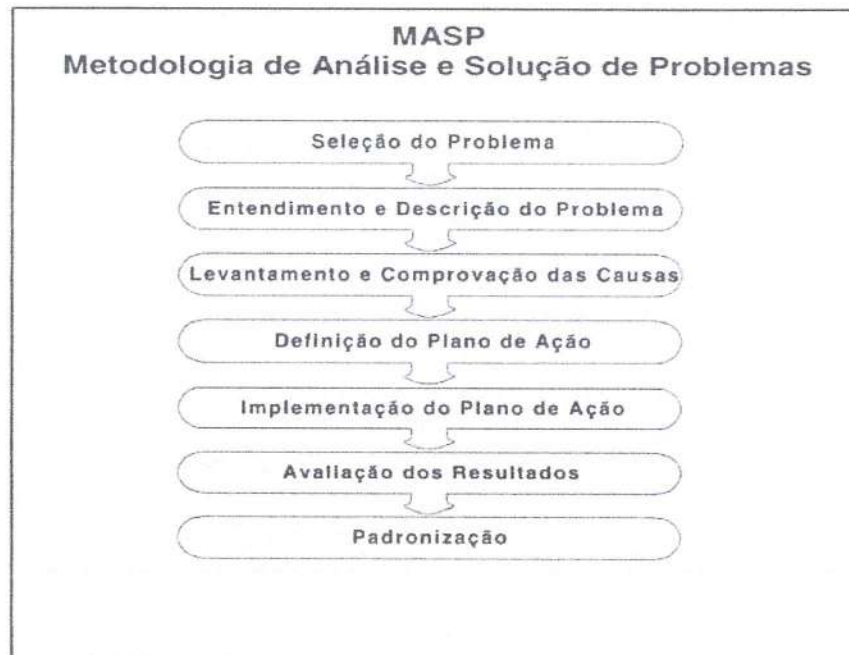 MASP
Metodologia de Análise e Solução de Problemas
Seleção do Problema
Entendimento e Descrição do Problema
Levantamento e Comprovação das Causas
Definição do Plano de Ação
Implementação do Plano de Ação
Avaliação dos Resultados
Padronização